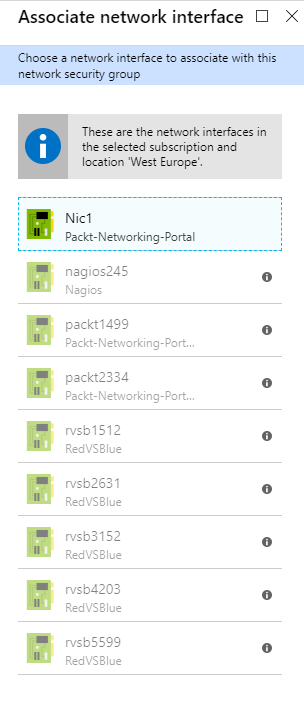 Associate network interface
Choose a network interface to associate with this
network security group
These are the network interfaces in
the selected subscription and
location 'West Europe'.
Nic1
Packt-Networking-Portal
nagios245
Nagios
packt1499
Packt-Networking-Port...
packt2334
Packt-Networking-Port...
rvsb1512
RedVSBlue
rvsb2631
RedVSBlue
rvsb3152
RedVSBlue
rvsb4203
RedVSBlue
rvsb5599
RedVSBlue